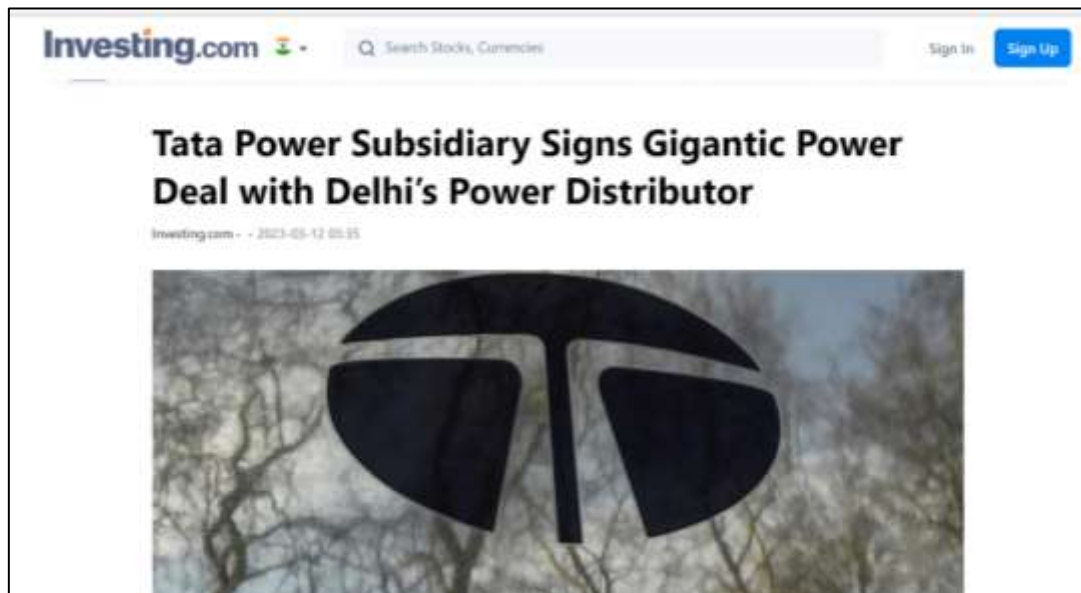 Investing.com
Search Stocks, Currencies
Sign In
Sign Up
Tata Power Subsidiary Signs Gigantic Power
Deal with Delhi’s Power Distributor
Investing.com - -